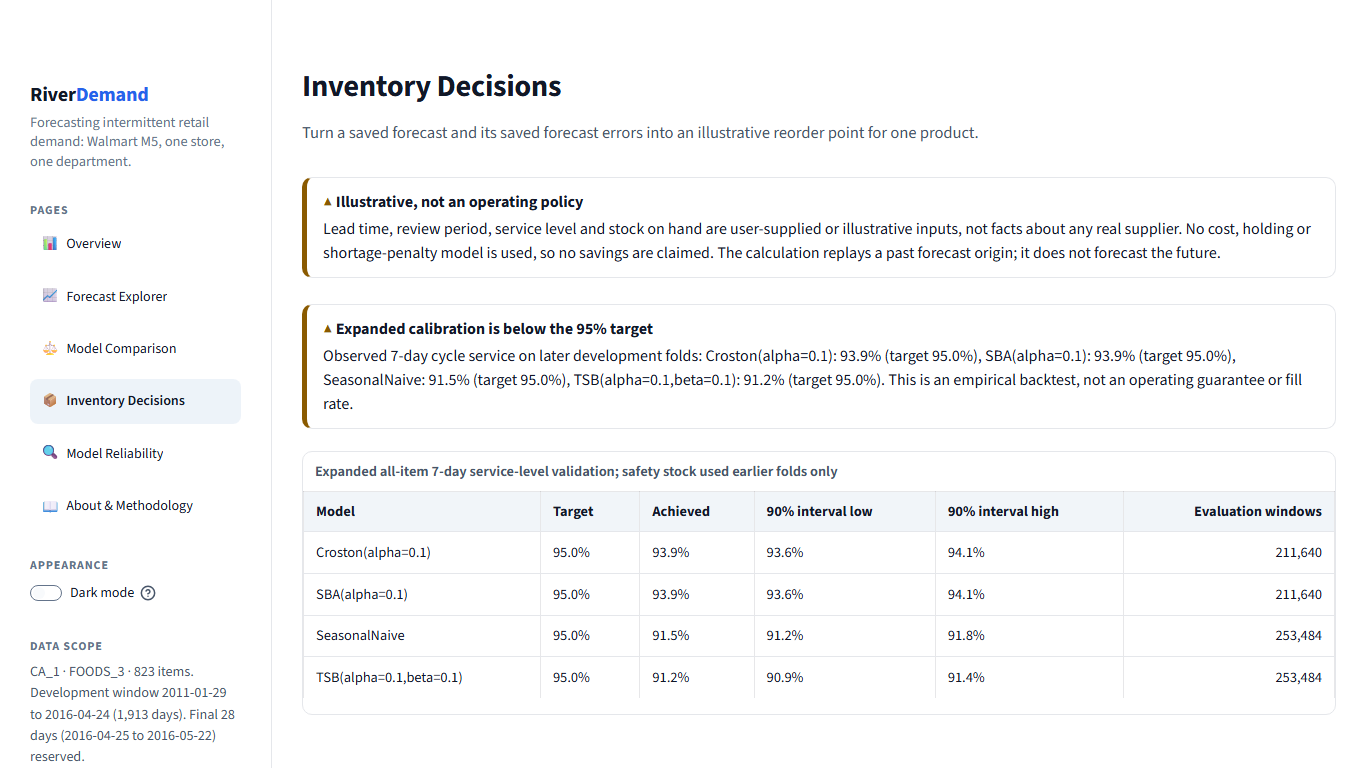 RiverDemand
Forecasting intermittent retail
demand: Walmart M5, one store,
one department.
PAGES
Overview
Forecast Explorer
Model Comparison
Inventory Decisions
Model Reliability
About & Methodology
APPEARANCE
Dark mode ?
DATA SCOPE
CA_1 · FOODS_3 · 823 items.
Development window 2011-01-29
to 2016-04-24 (1,913 days). Final 28
days (2016-04-25 to 2016-05-22)
reserved.
Inventory Decisions
Turn a saved forecast and its saved forecast errors into an illustrative reorder point for one product.
▲ Illustrative, not an operating policy
Lead time, review period, service level and stock on hand are user-supplied or illustrative inputs, not facts about any real supplier. No cost, holding or
shortage-penalty model is used, so no savings are claimed. The calculation replays a past forecast origin; it does not forecast the future.
▲ Expanded calibration is below the 95% target
Observed 7-day cycle service on later development folds: Croston(alpha=0.1): 93.9% (target 95.0%), SBA(alpha=0.1): 93.9% (target 95.0%),
SeasonalNaive: 91.5% (target 95.0%), TSB(alpha=0.1,beta=0.1): 91.2% (target 95.0%). This is an empirical backtest, not an operating guarantee or fill
rate.
Expanded all-item 7-day service-level validation; safety stock used earlier folds only
Model Target Achieved 90% interval low 90% interval high Evaluation windows
Croston(alpha=0.1) 95.0% 93.9% 93.6% 94.1% 211,640
SBA(alpha=0.1) 95.0% 93.9% 93.6% 94.1% 211,640
SeasonalNaive 95.0% 91.5% 91.2% 91.8% 253,484
TSB(alpha=0.1,beta=0.1) 95.0% 91.2% 90.9% 91.4% 253,484